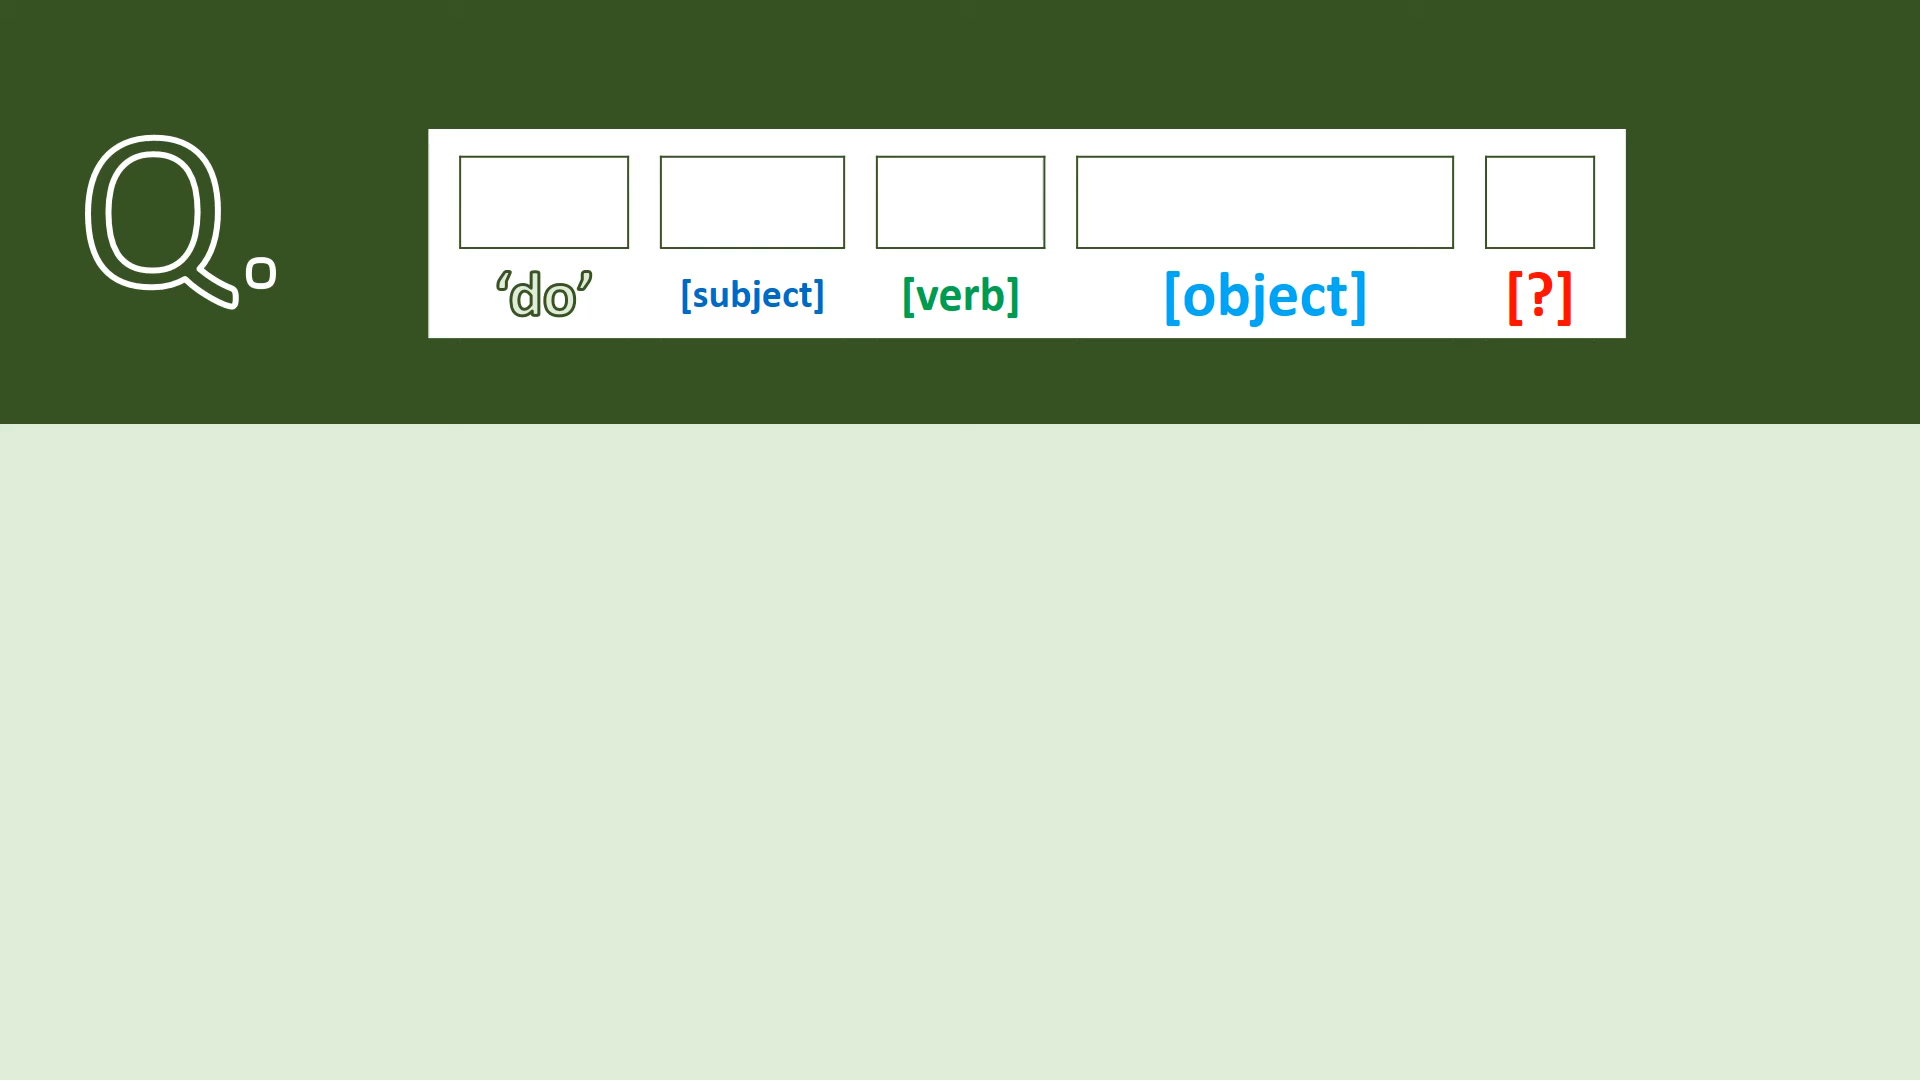 Q.
‘do’ [subject] [verb] [object] [?]